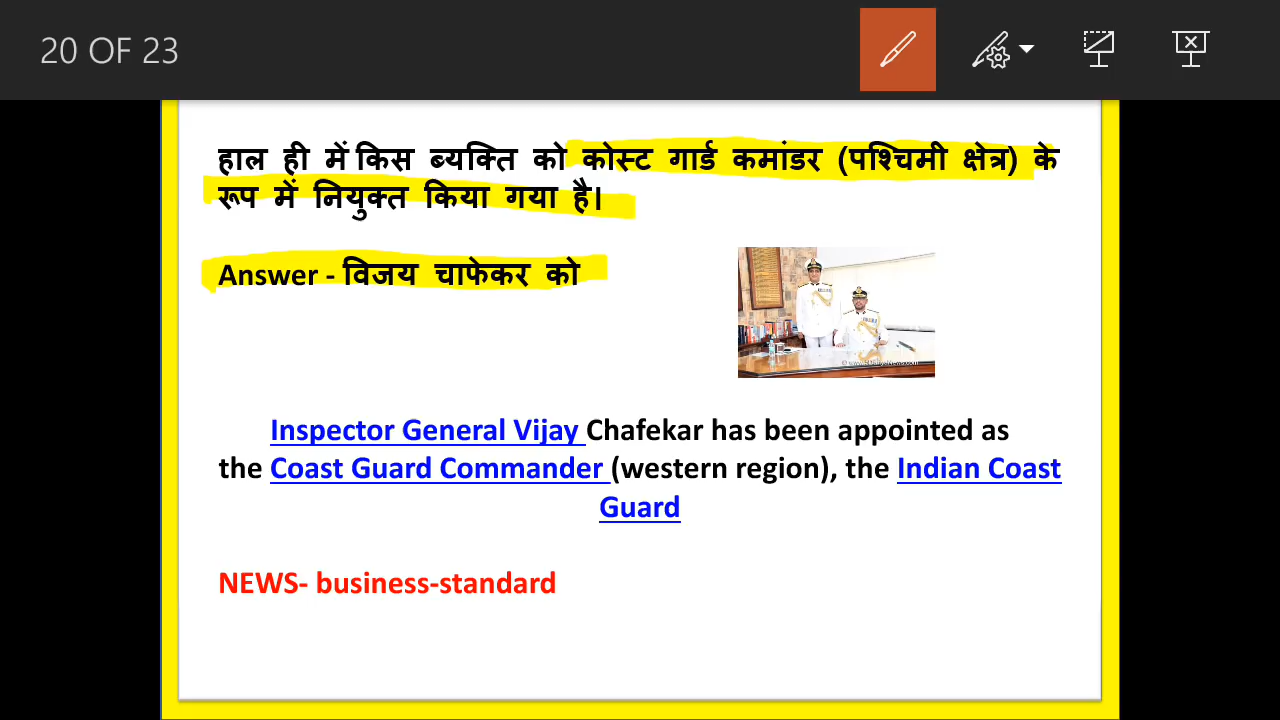 20 OF 23
हाल ही में किस ब्यक्ति को कोस्ट गार्ड कमांडर (पश्चिमी क्षेत्र) के
रूप में नियुक्त किया गया है।
Answer - विजय चाफेकर को
Inspector General Vijay Chafekar has been appointed as
the Coast Guard Commander (western region), the Indian Coast
Guard
NEWS- business-standard